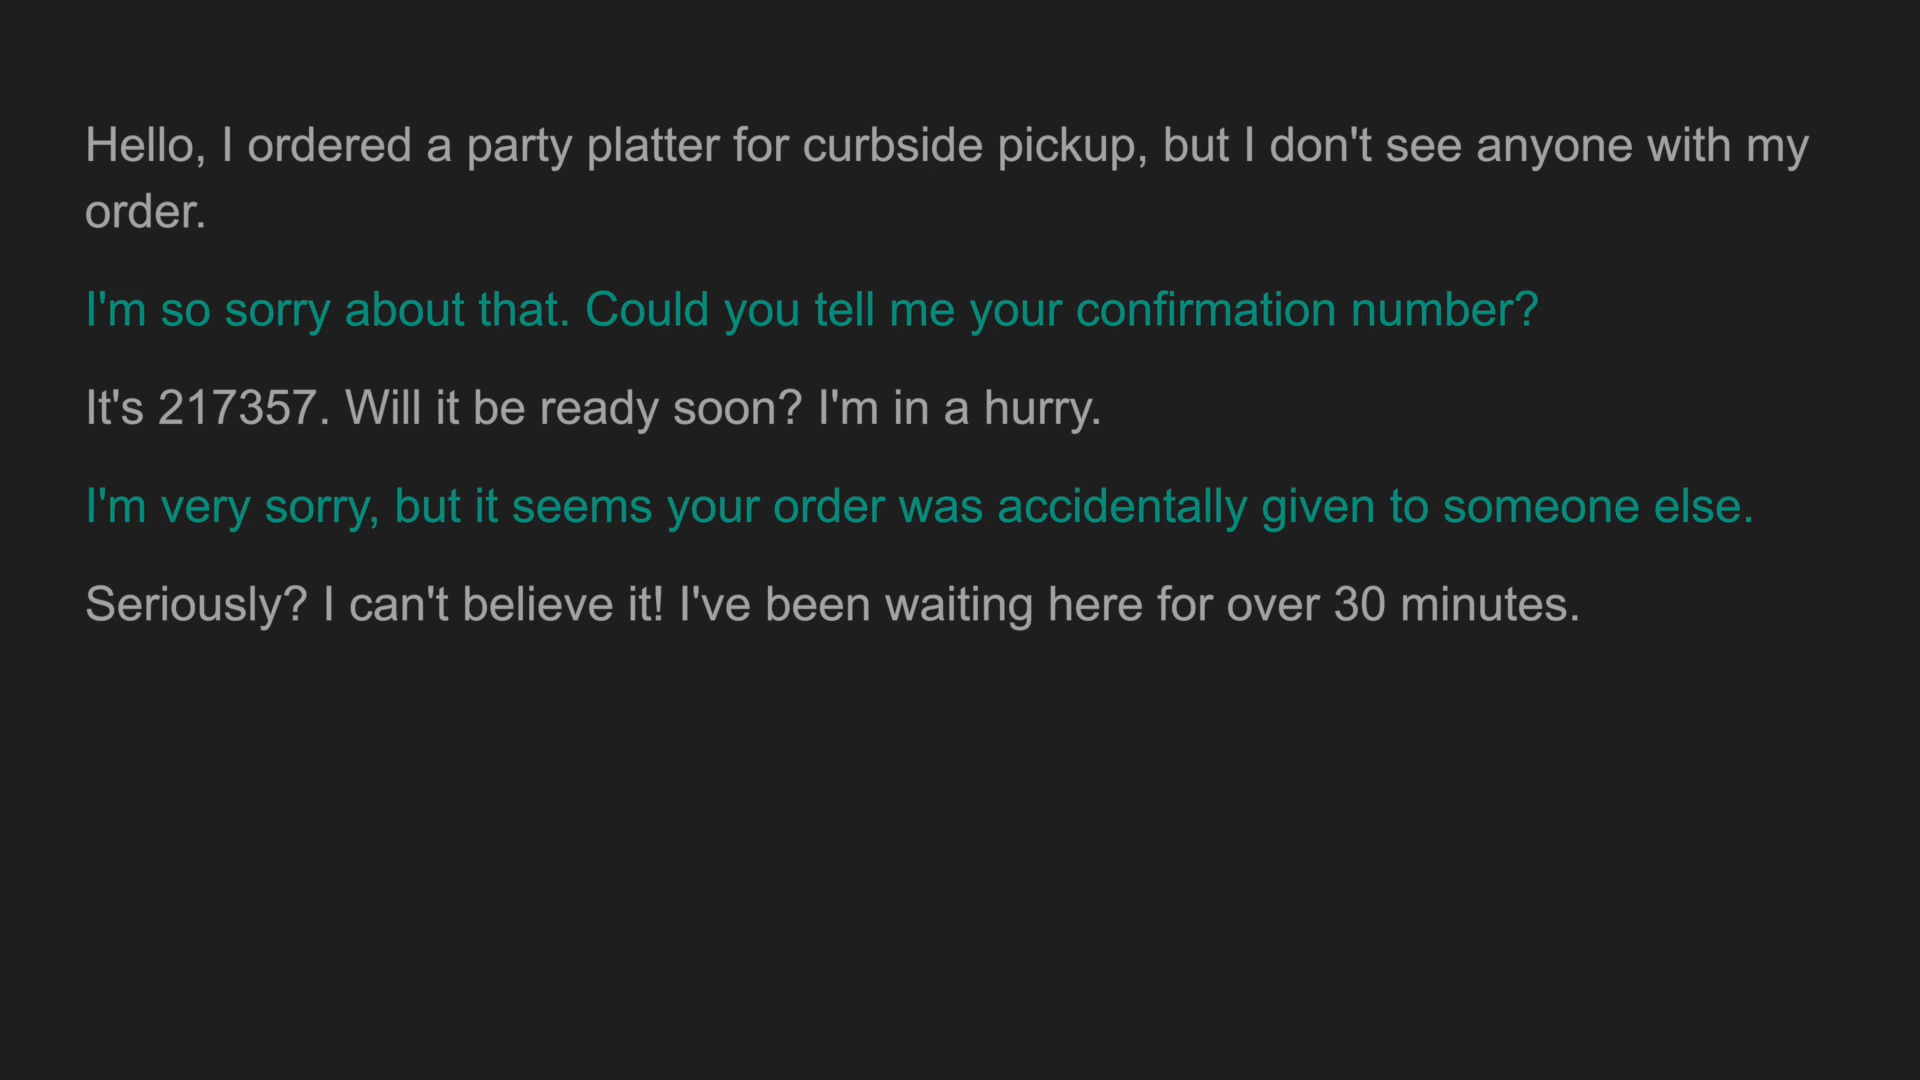 Hello, I ordered a party platter for curbside pickup, but I don't see anyone with my
order.
I'm so sorry about that. Could you tell me your confirmation number?
It's 217357. Will it be ready soon? I'm in a hurry.
I'm very sorry, but it seems your order was accidentally given to someone else.
Seriously? I can't believe it! I've been waiting here for over 30 minutes.